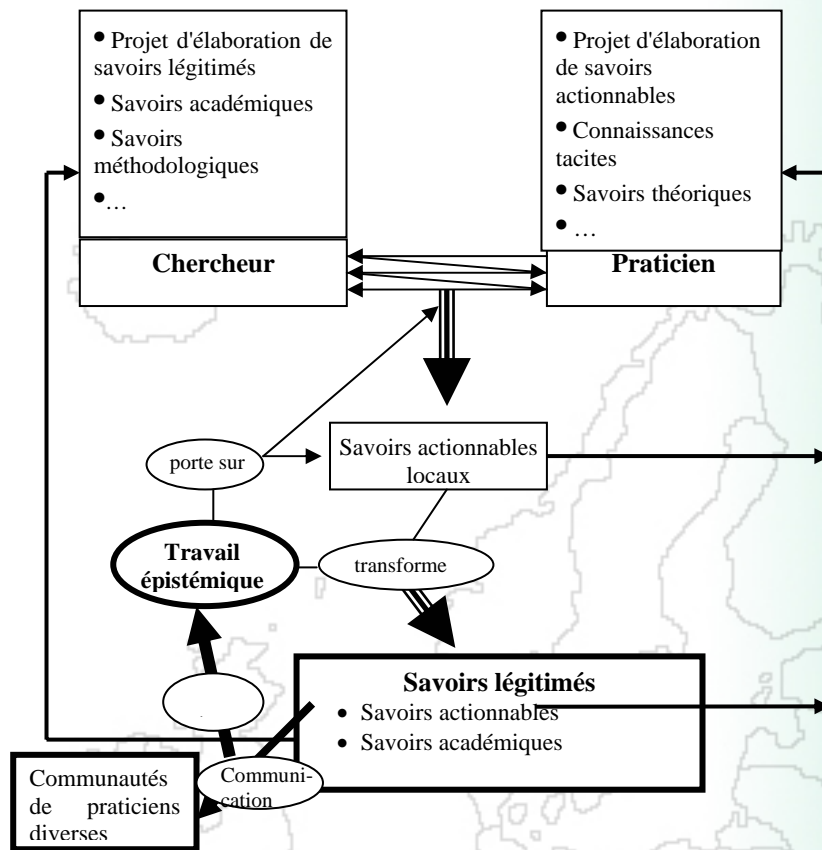 • Projet d'élaboration de
savoirs légitimés
• Savoirs académiques
• Savoirs
méthodologiques
•…
Chercheur
• Projet d'élaboration
de savoirs
actionnables
• Connaissances
tacites
• Savoirs théoriques
• …
Praticien
porte sur
Savoirs actionnables
locaux
Travail
épistémique
transforme
Savoirs légitimés
• Savoirs actionnables
• Savoirs académiques
Communi-
cation
Communautés
de praticiens
diverses